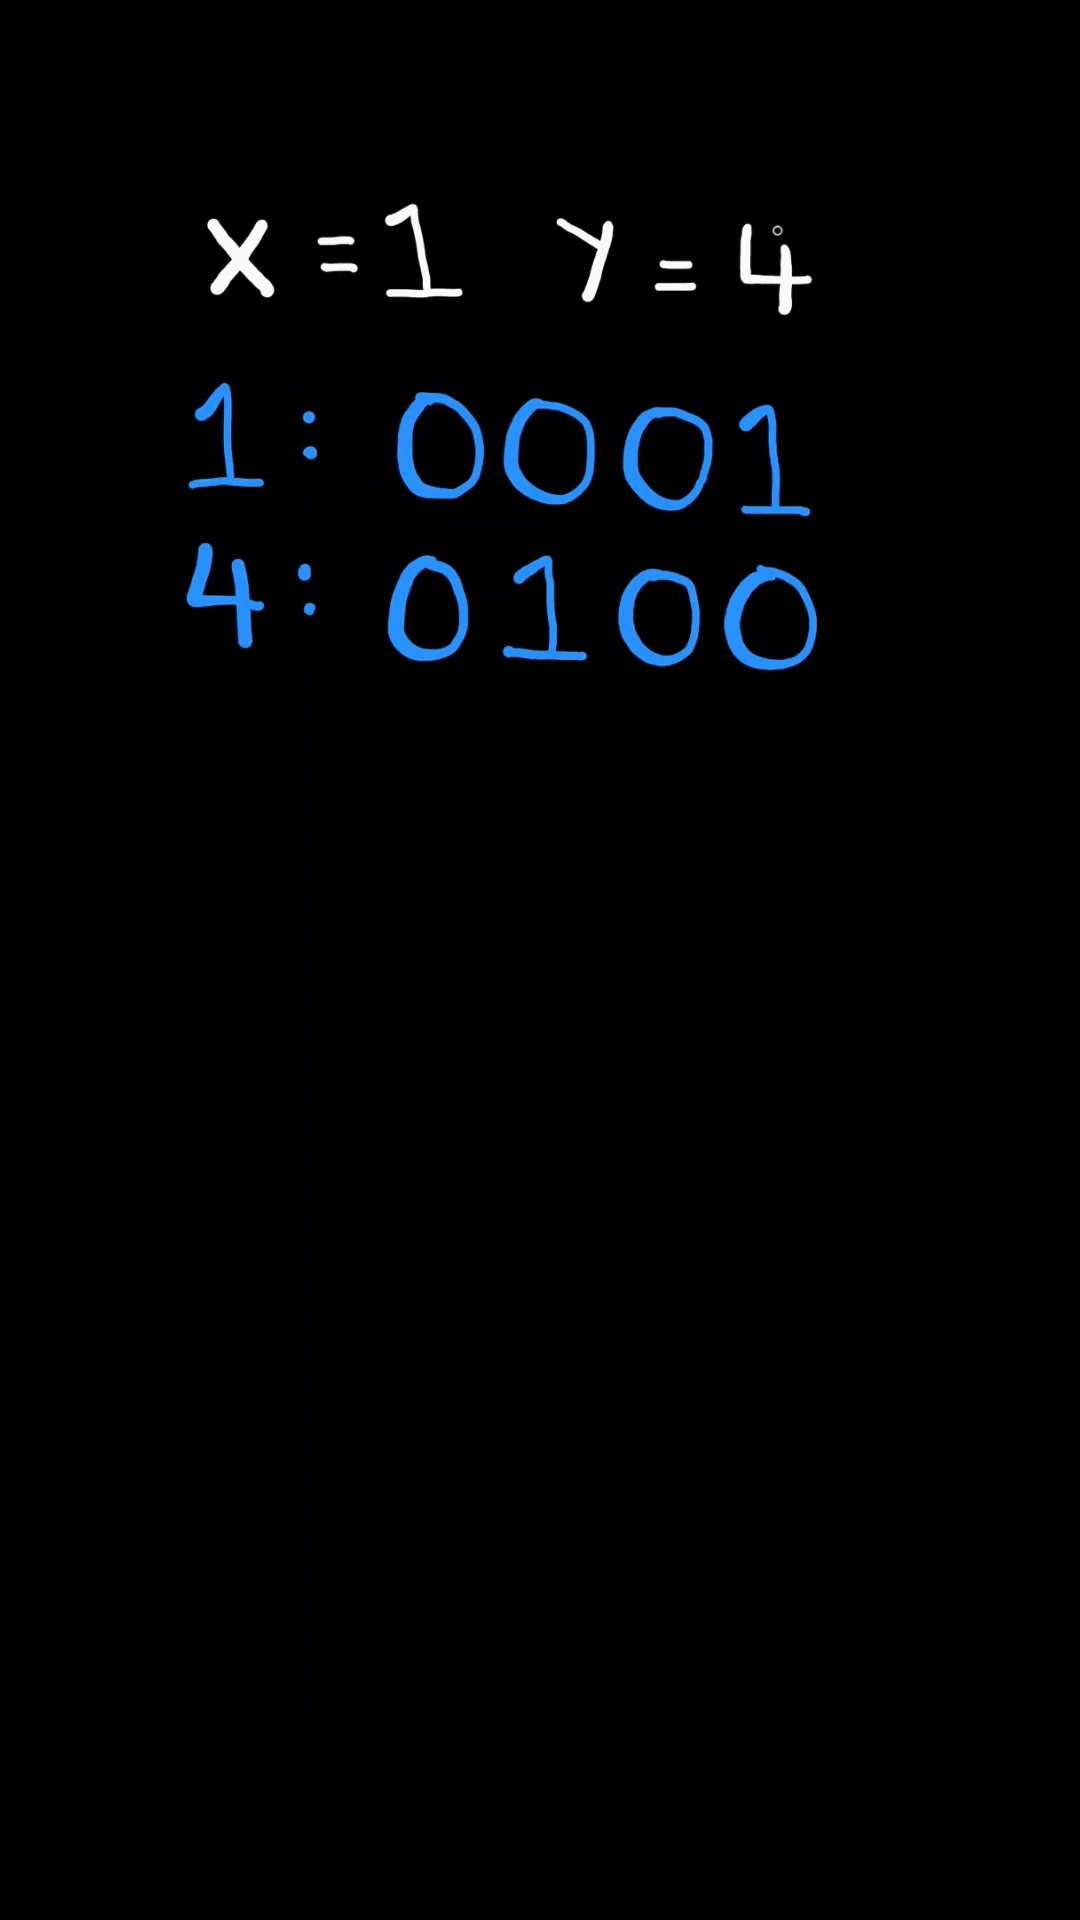 X = 1 Y = 4
1 : 0001
4 : 0100